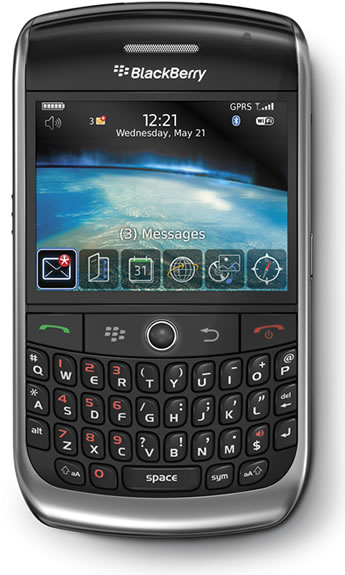 BlackBerry
GPRS
3 12:21 WiFi
Wednesday, May 21
(3) Messages
31
# Q 1 W 2 E 3 R ( T ) Y _ U - I + O @ P
* A 4 S 5 D 6 F / G : H ; J ' K " L del
alt 7 Z 8 X 9 C ? V ! B , N . M $
aA 0 space sym aA